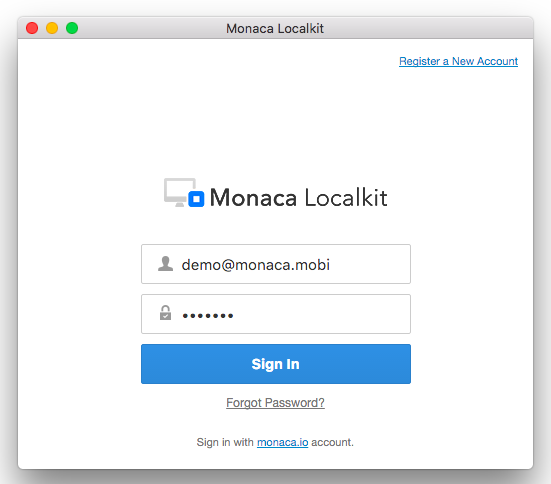 Monaca Localkit
Register a New Account
Monaca Localkit
demo@monaca.mobi
•••••••
Sign In
Forgot Password?
Sign in with monaca.io account.